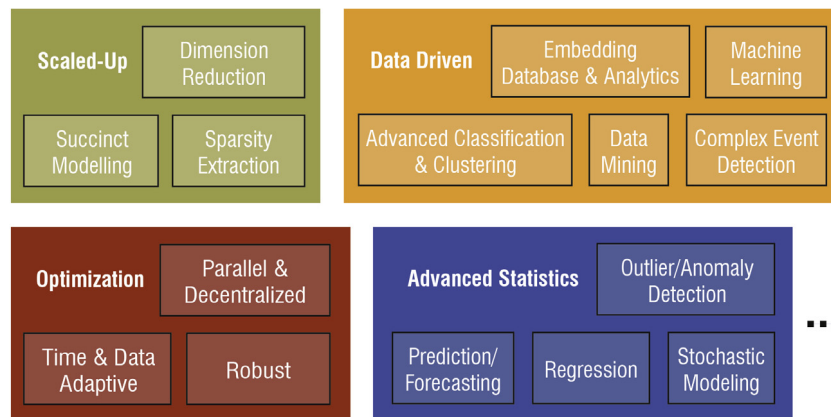 Scaled-Up
Dimension
Reduction
Succinct
Modelling
Sparsity
Extraction
Data Driven
Embedding
Database & Analytics
Machine
Learning
Advanced Classification
& Clustering
Data
Mining
Complex Event
Detection
Optimization
Parallel &
Decentralized
Time & Data
Adaptive
Robust
Advanced Statistics
Outlier/Anomaly
Detection
Prediction/
Forecasting
Regression
Stochastic
Modeling
..